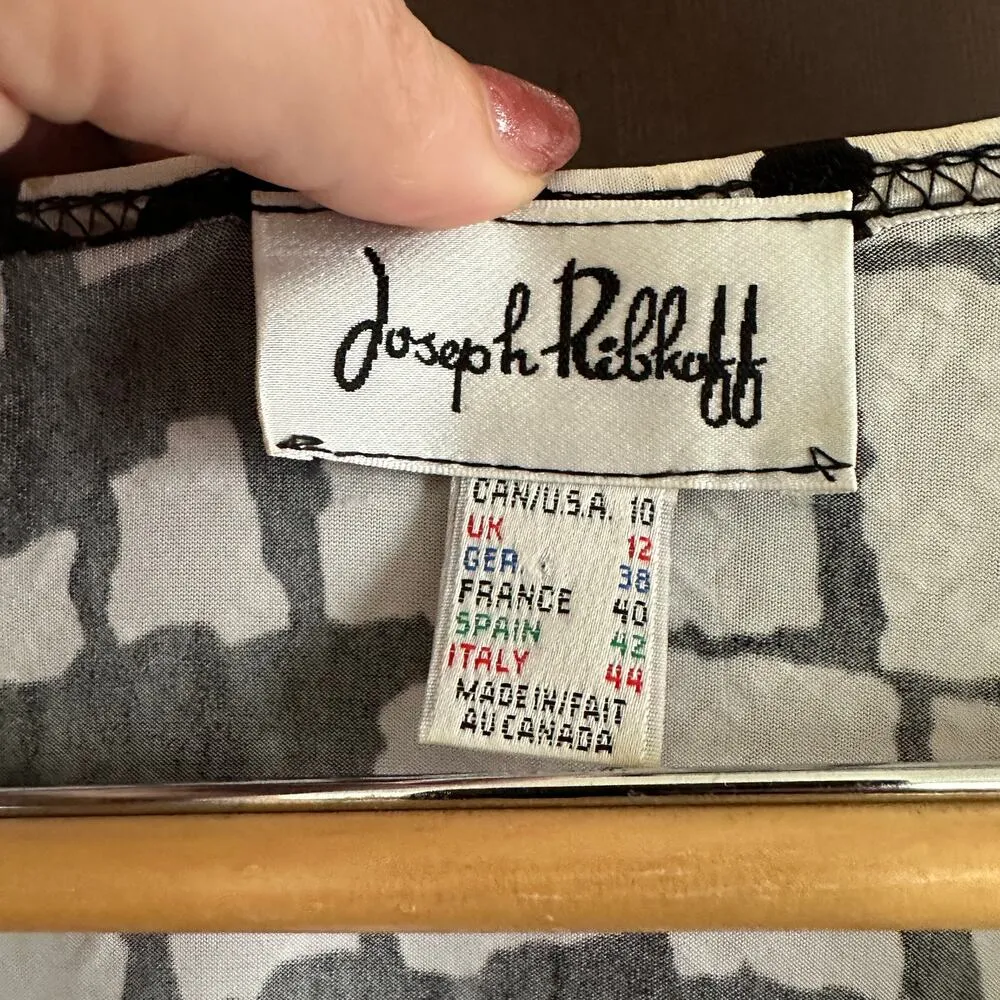 Joseph Ribkoff
CAN/U.S.A. 10
UK 12
GER. 38
FRANCE 40
SPAIN 42
ITALY 44
MADE IN/FAIT
AU CANADA